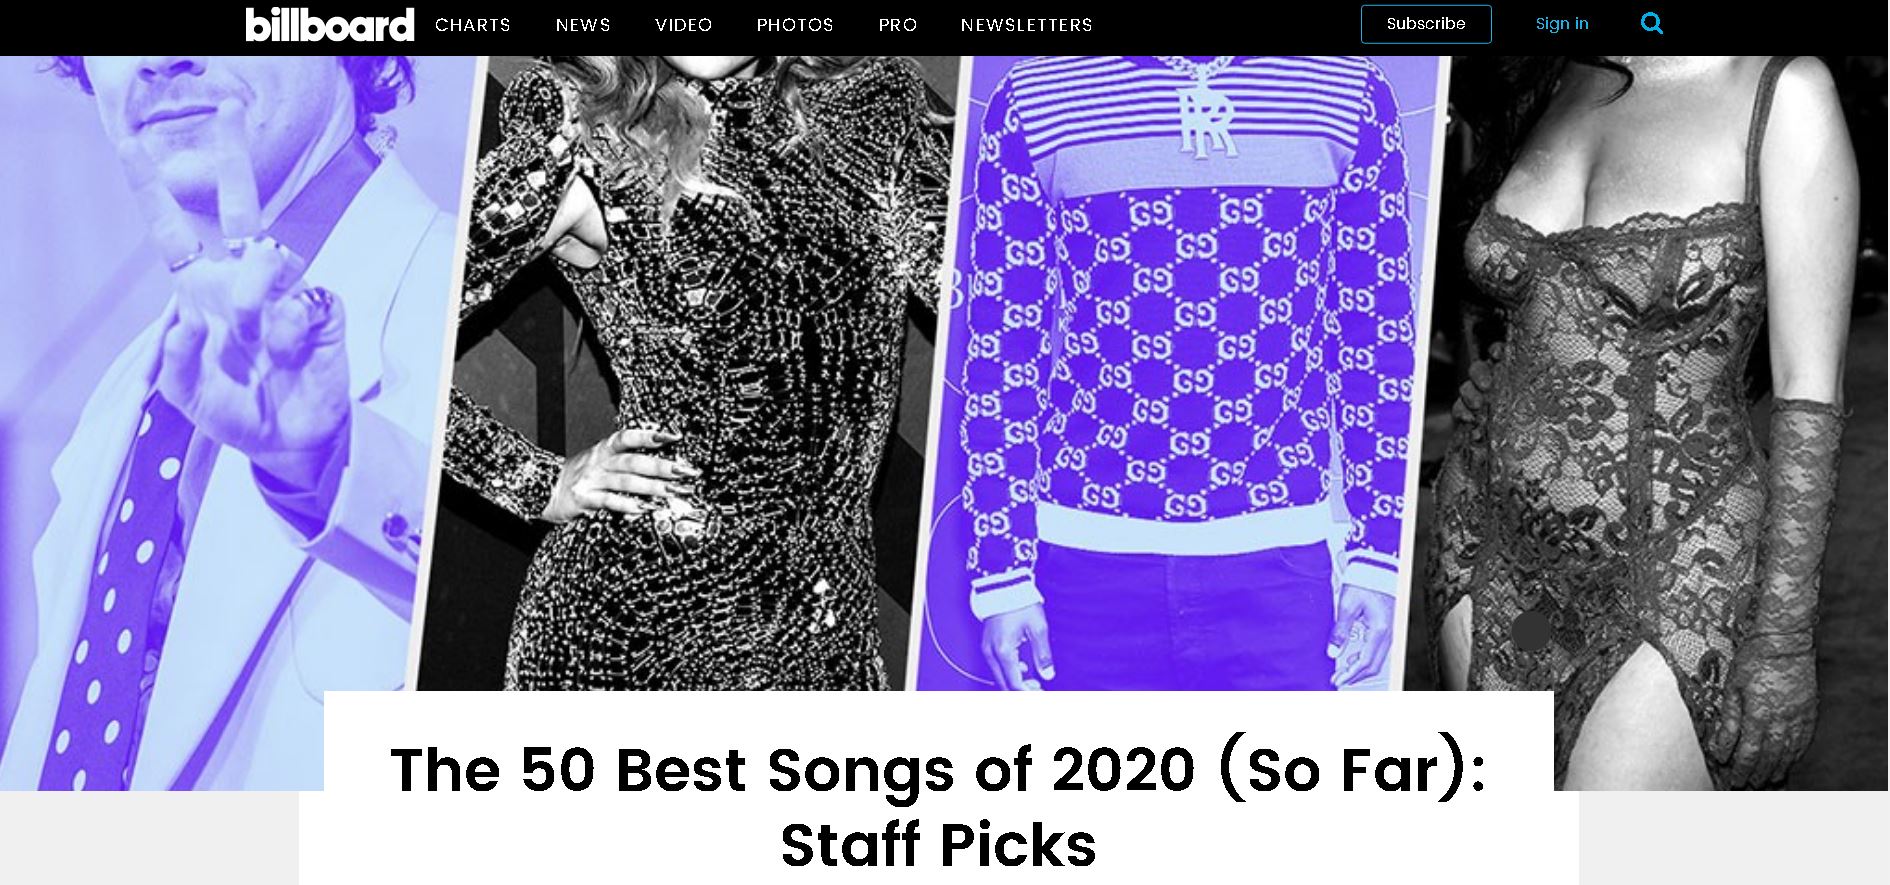 billboard CHARTS NEWS VIDEO PHOTOS PRO NEWSLETTERS Subscribe Sign in
The 50 Best Songs of 2020 (So Far):
Staff Picks